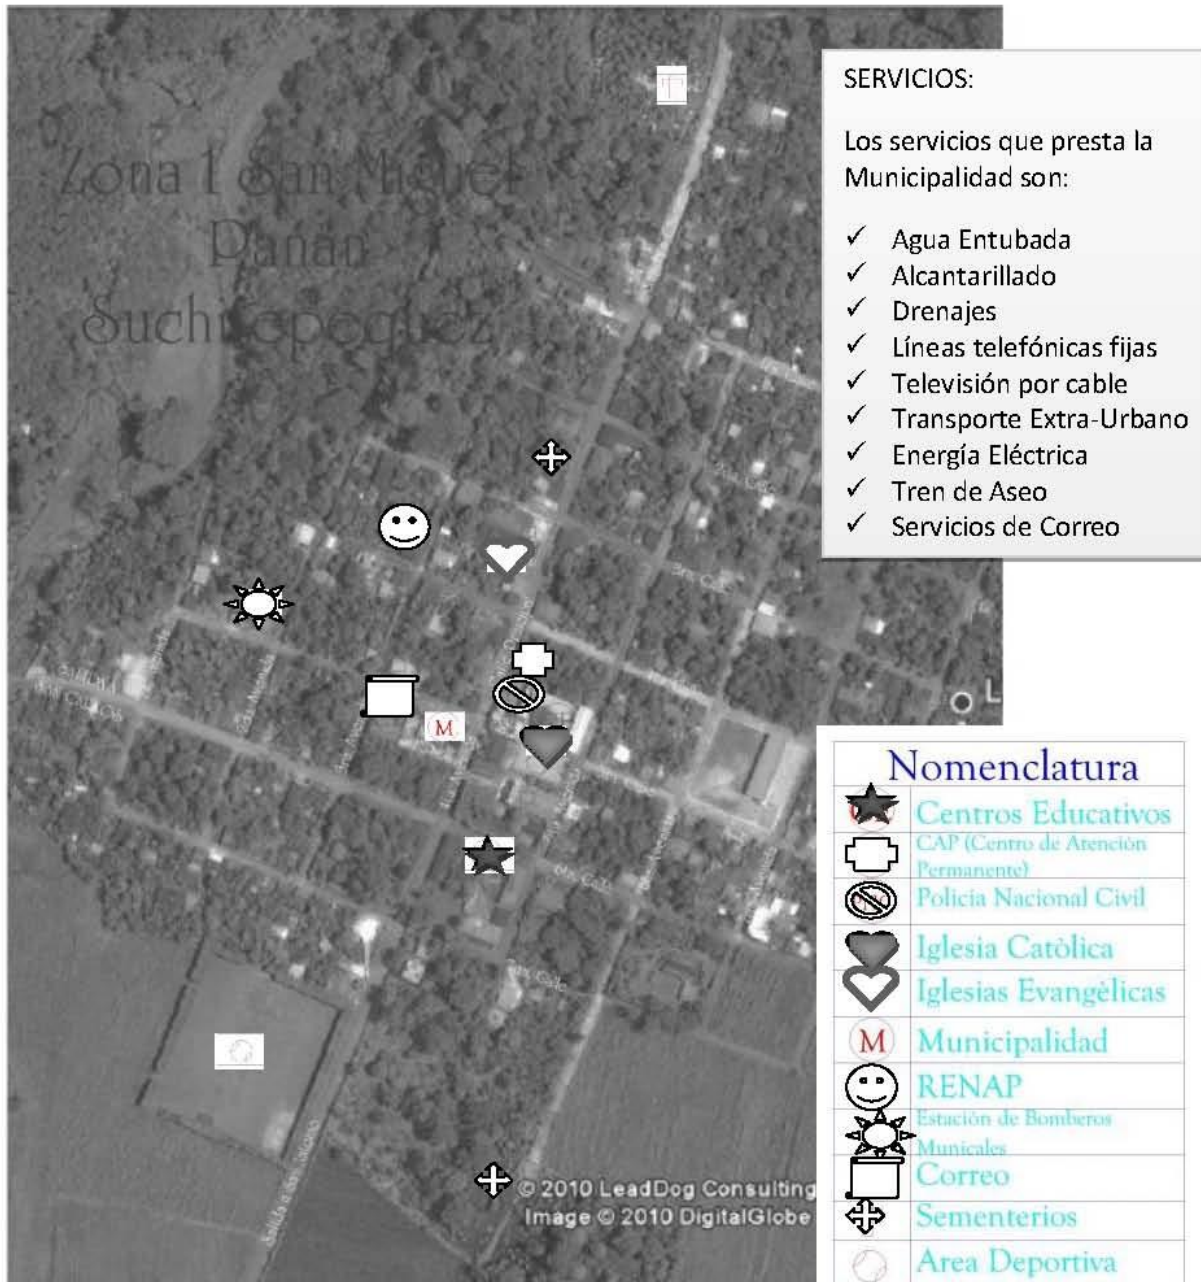 Zona 1 San Miguel
Panán
Suchitepequez
SERVICIOS:
Los servicios que presta la
Municipalidad son:
✓ Agua Entubada
✓ Alcantarillado
✓ Drenajes
✓ Líneas telefónicas fijas
✓ Televisión por cable
✓ Transporte Extra-Urbano
✓ Energía Eléctrica
✓ Tren de Aseo
✓ Servicios de Correo
M
L
© 2010 LeadDog Consulting
Image © 2010 DigitalGlobe
Nomenclatura
Centros Educativos
CAP (Centro de Atención
Permanente)
Policia Nacional Civil
Iglesia Catòlica
Iglesias Evangèlicas
M Municipalidad
RENAP
Estación de Bomberos
Municales
Correo
Sementerios
Area Deportiva